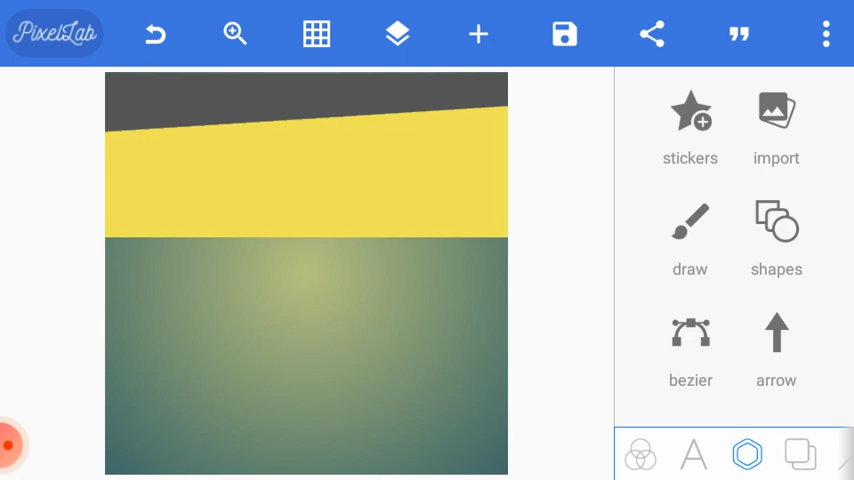 PixelLab
stickers
import
draw
shapes
bezier
arrow